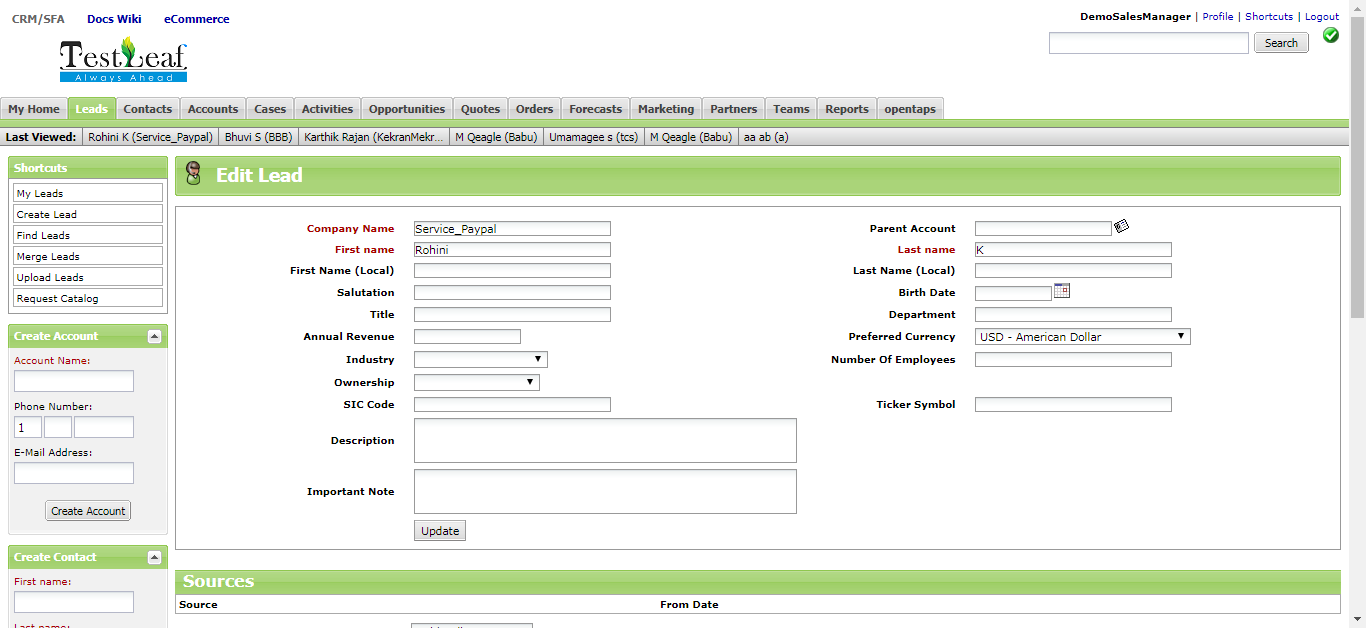 CRM/SFA Docs Wiki eCommerce
DemoSalesManager | Profile | Shortcuts | Logout
Search
TestLeaf
Always Ahead
My Home Leads Contacts Accounts Cases Activities Opportunities Quotes Orders Forecasts Marketing Partners Teams Reports opentaps
Last Viewed: Rohini K (Service_Paypal) Bhuvi S (BBB) Karthik Rajan (KekranMekr... M Qeagle (Babu) Umamagee s (tcs) M Qeagle (Babu) aa ab (a)
Shortcuts
My Leads
Create Lead
Find Leads
Merge Leads
Upload Leads
Request Catalog
Create Account
Account Name:
Phone Number:
1
E-Mail Address:
Create Account
Create Contact
First name:
Last name:
Edit Lead
Company Name Service_Paypal Parent Account
First name Rohini Last name K
First Name (Local) Last Name (Local)
Salutation Birth Date
Title Department
Annual Revenue Preferred Currency USD - American Dollar
Industry Number Of Employees
Ownership
SIC Code Ticker Symbol
Description
Important Note
Update
Sources
Source From Date